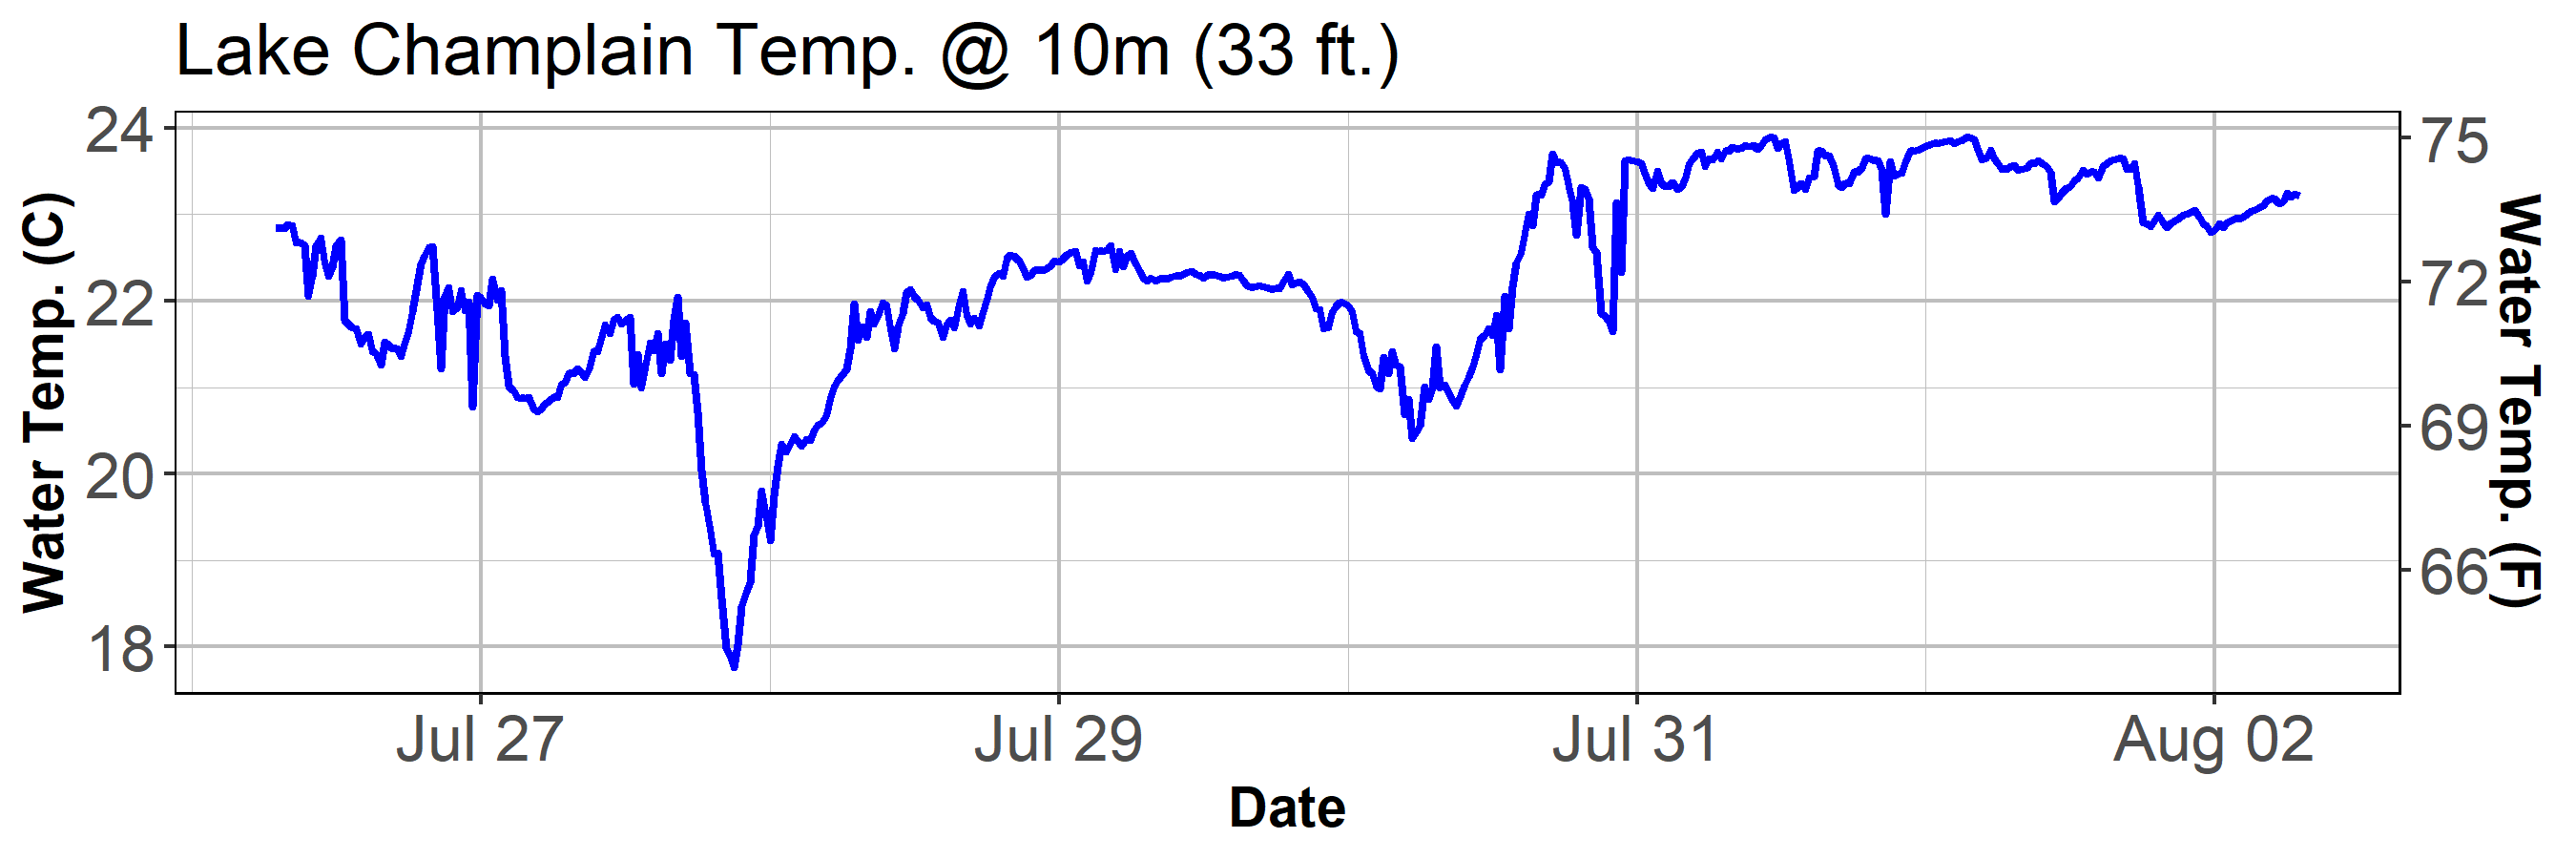 Lake Champlain Temp. @ 10m (33 ft.)
24
22
20
18
Water Temp. (C)
75
72
69
66
Water Temp. (F)
Jul 27
Jul 29
Jul 31
Aug 02
Date